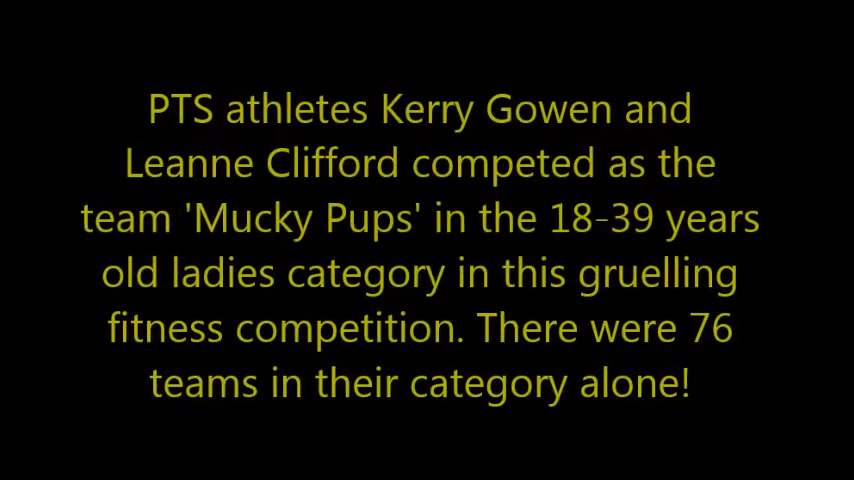 PTS athletes Kerry Gowen and
Leanne Clifford competed as the
team 'Mucky Pups' in the 18-39 years
old ladies category in this gruelling
fitness competition. There were 76
teams in their category alone!